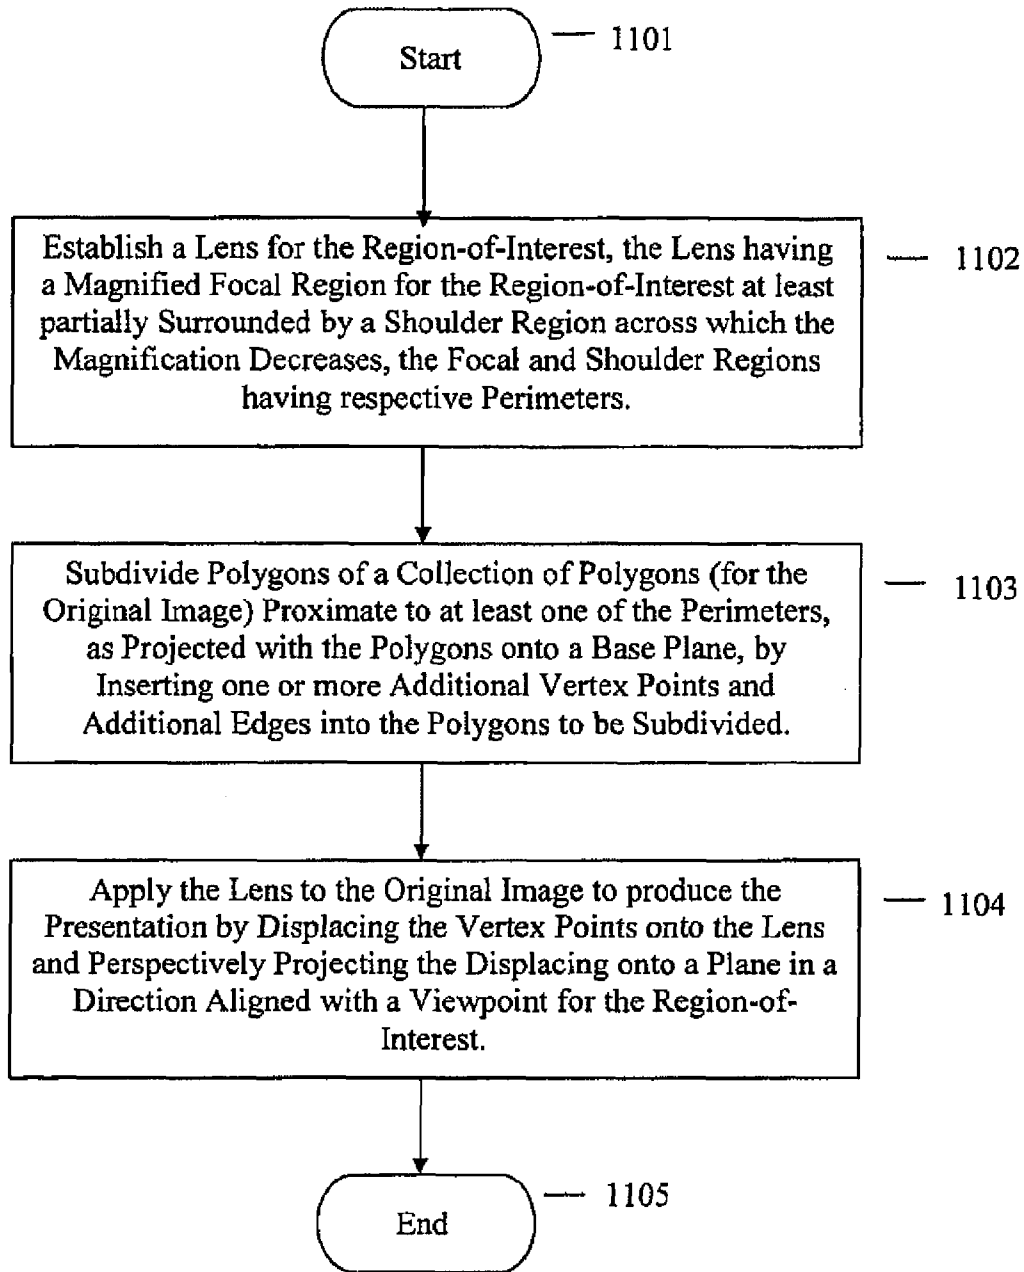 Start
1101
Establish a Lens for the Region-of-Interest, the Lens having
a Magnified Focal Region for the Region-of-Interest at least
partially Surrounded by a Shoulder Region across which the
Magnification Decreases, the Focal and Shoulder Regions
having respective Perimeters.
1102
Subdivide Polygons of a Collection of Polygons (for the
Original Image) Proximate to at least one of the Perimeters,
as Projected with the Polygons onto a Base Plane, by
Inserting one or more Additional Vertex Points and
Additional Edges into the Polygons to be Subdivided.
1103
Apply the Lens to the Original Image to produce the
Presentation by Displacing the Vertex Points onto the Lens
and Perspectively Projecting the Displacing onto a Plane in a
Direction Aligned with a Viewpoint for the Region-of-
Interest.
1104
End
1105